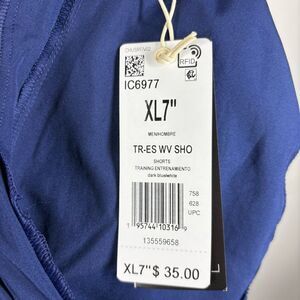 RFID
IC6977
XL7"
MEN/HOMBRE
TR-ES WV SHO
SHORTS
TRAINING ENTRENAMIENTO
dark blue/white
758
628
UPC
1 95744 10316 9
135559658
XL7" $ 35.00